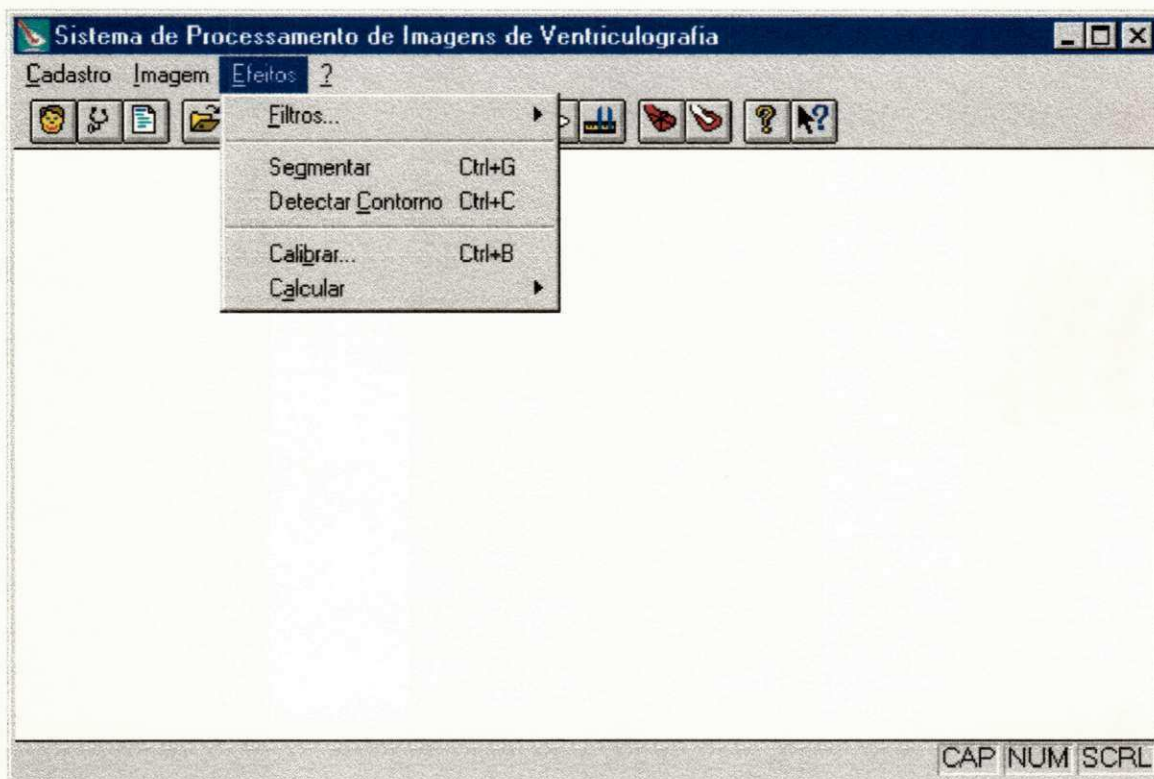 Sistema de Processamento de Imagens de Ventriculografia
Cadastro Imagem Efeitos ?
Filtros...
Segmentar Ctrl+G
Detectar Contorno Ctrl+C
Calibrar... Ctrl+B
Calcular
CAP NUM SCRL